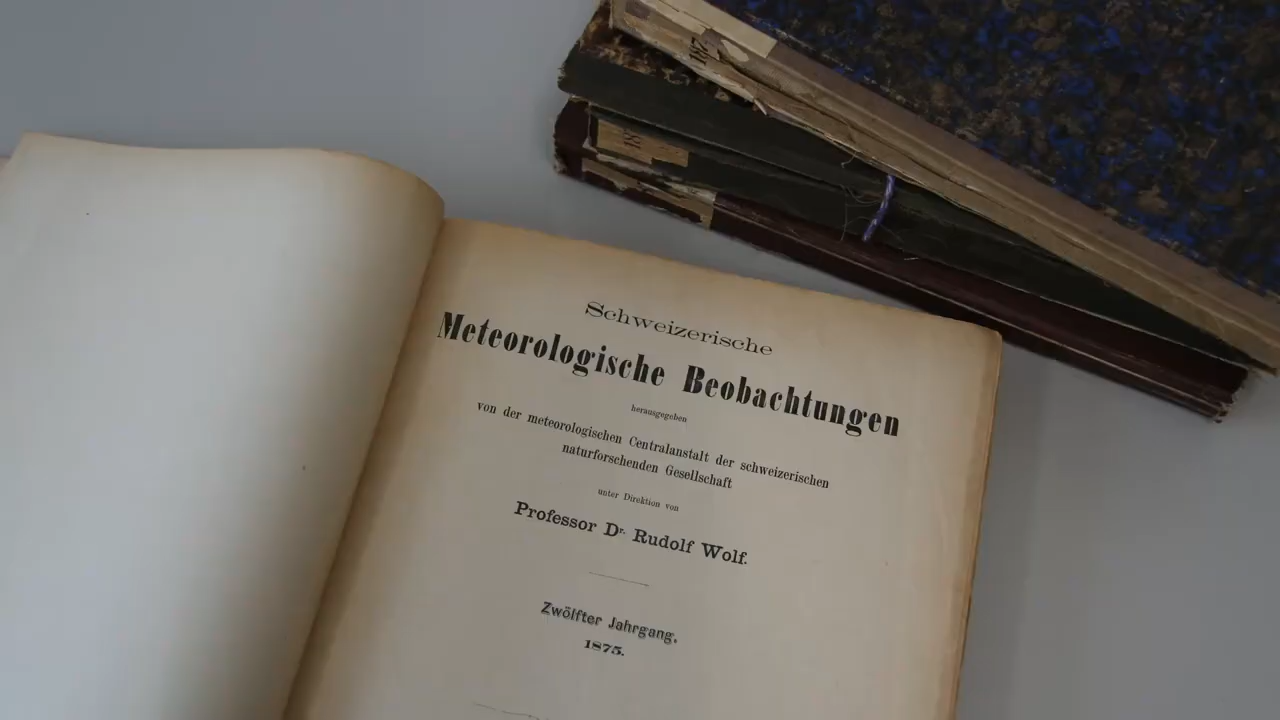 Schweizerische
Meteorologische Beobachtungen
herausgegeben
von der meteorologischen Centralanstalt der schweizerischen
naturforschenden Gesellschaft
unter Direktion von
Professor Dr. Rudolf Wolf.
Zwölfter Jahrgang.
1875.